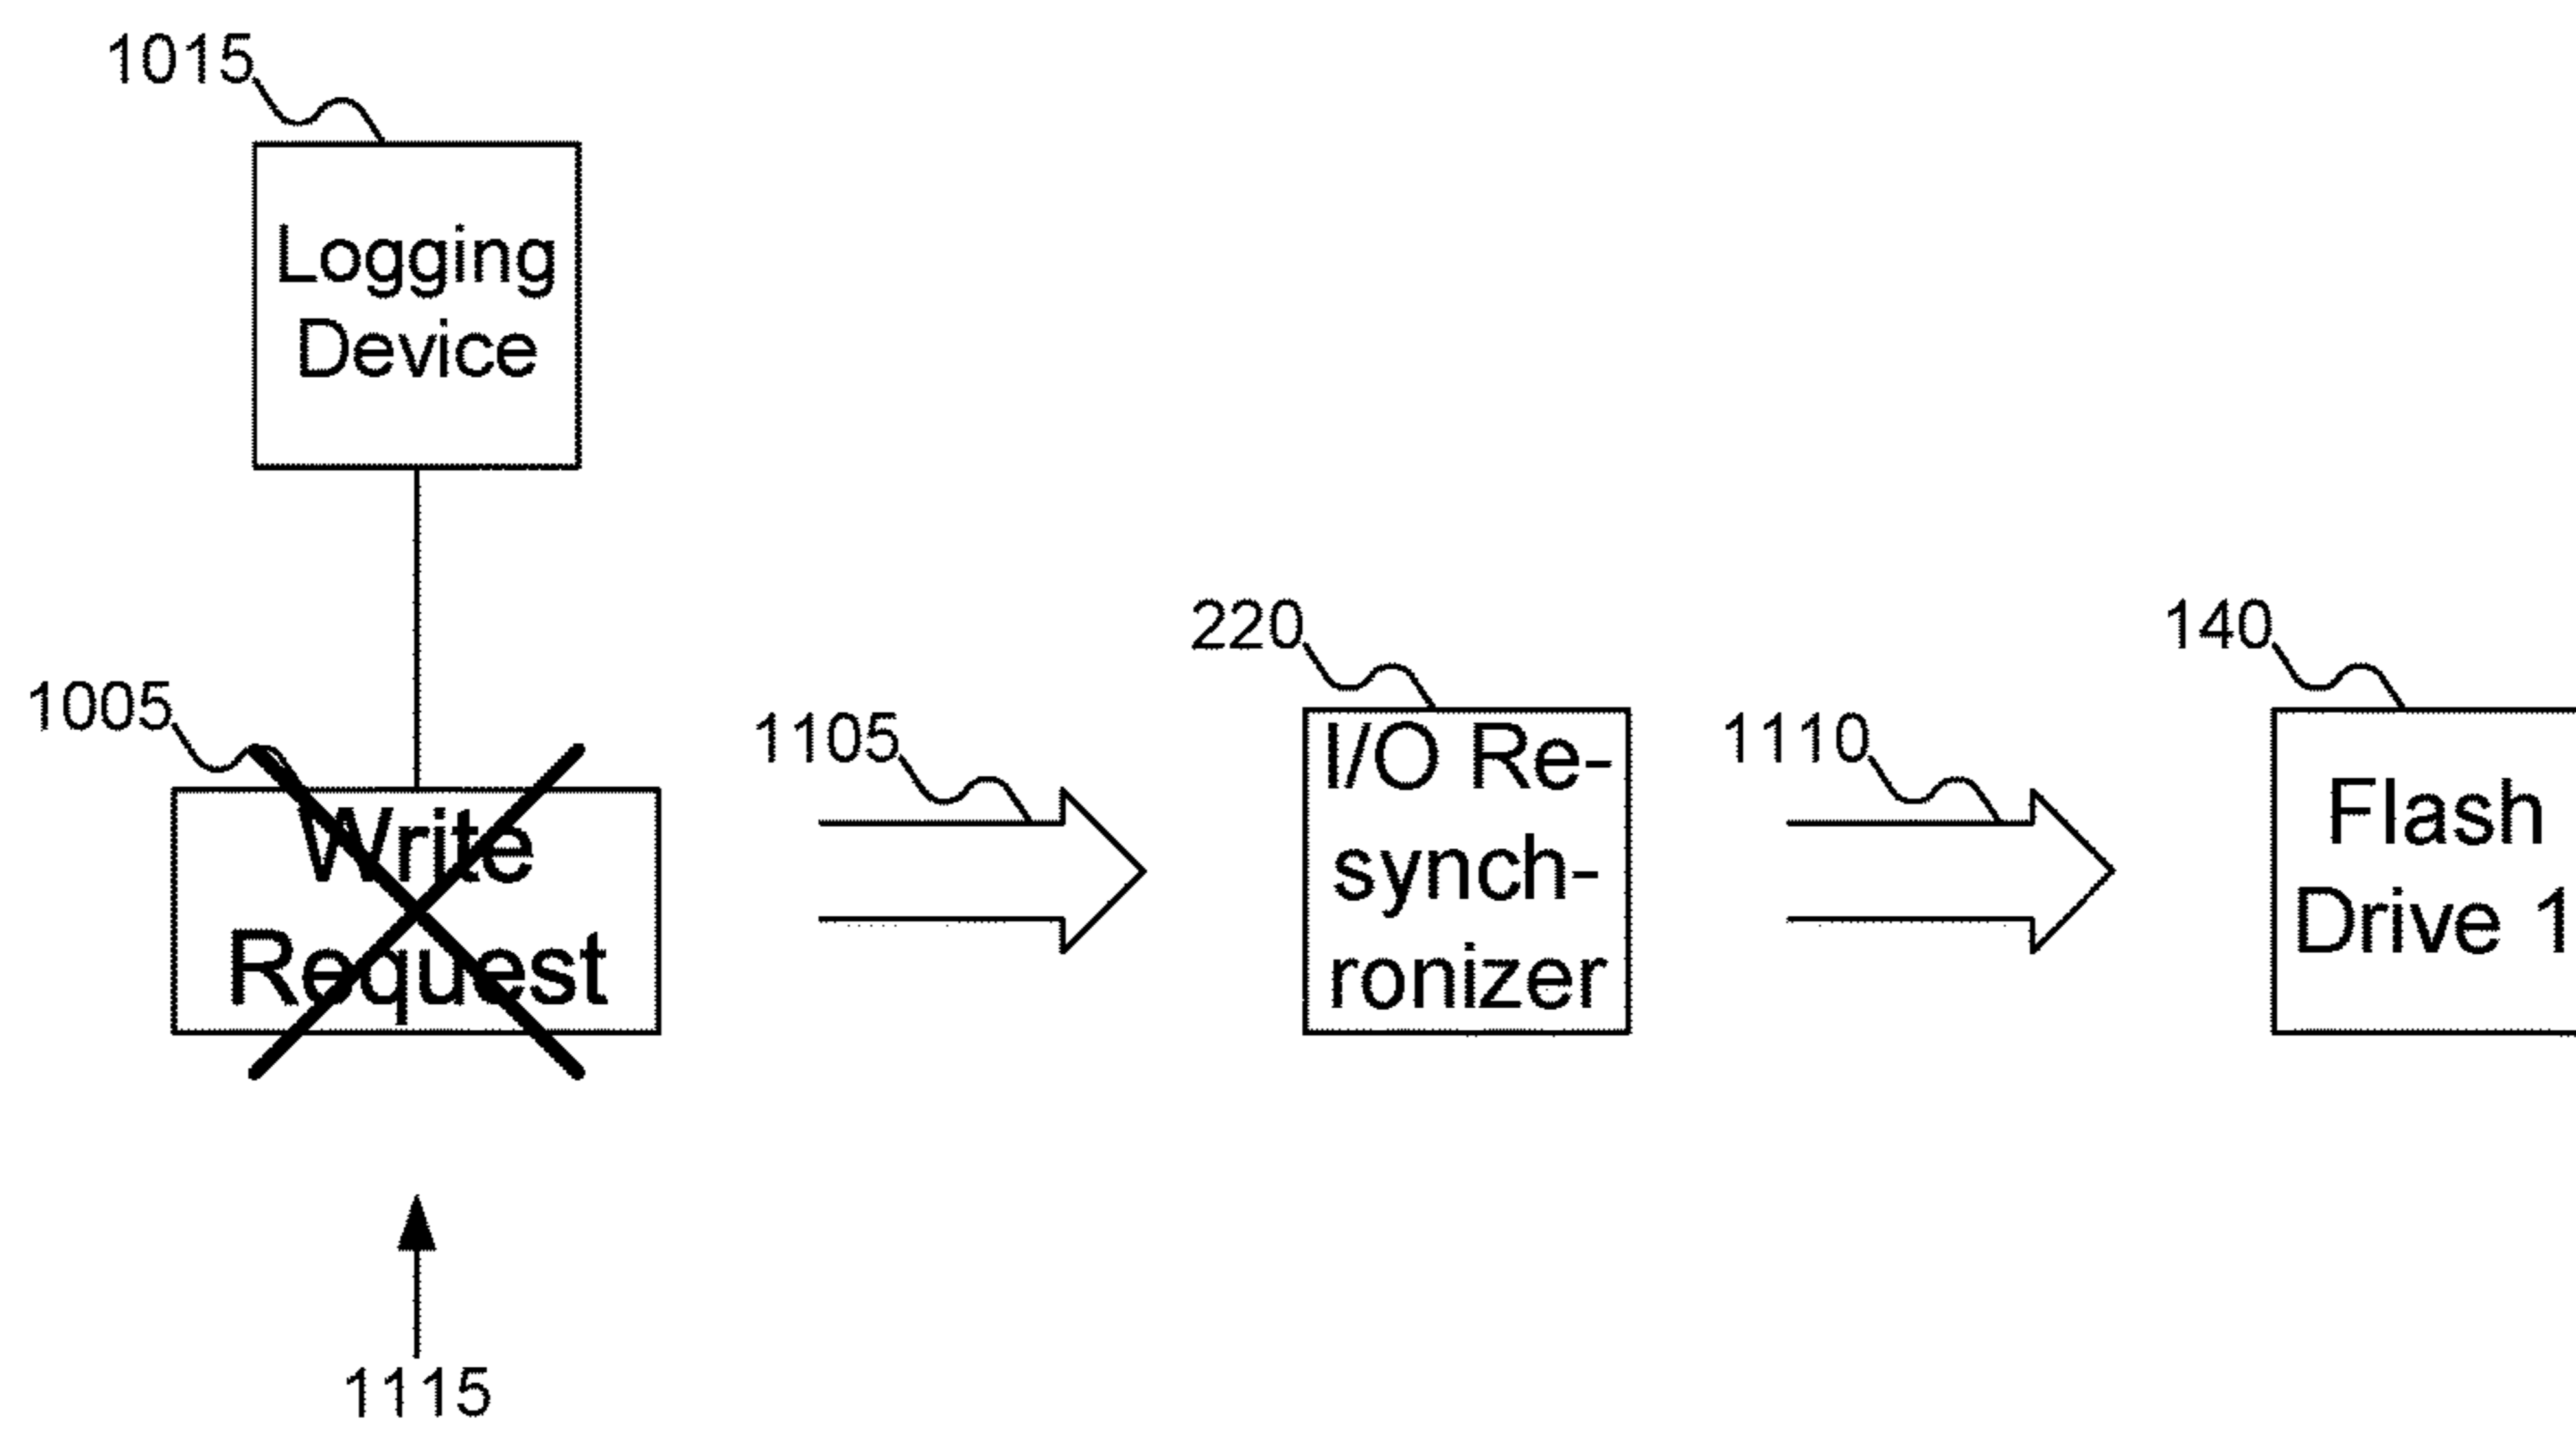 1015
Logging
Device
1005
Write
Request
1105
220
I/O Re-
synch-
ronizer
1110
140
Flash
Drive 1
1115